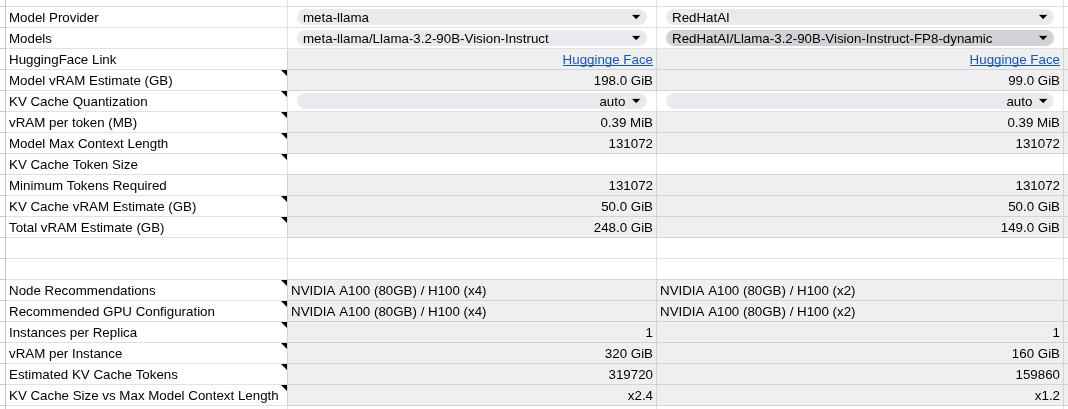 Model Provider meta-llama RedHatAI
Models meta-llama/Llama-3.2-90B-Vision-Instruct RedHatAI/Llama-3.2-90B-Vision-Instruct-FP8-dynamic
HuggingFace Link Hugginge Face Hugginge Face
Model vRAM Estimate (GB) 198.0 GiB 99.0 GiB
KV Cache Quantization auto auto
vRAM per token (MB) 0.39 MiB 0.39 MiB
Model Max Context Length 131072 131072
KV Cache Token Size
Minimum Tokens Required 131072 131072
KV Cache vRAM Estimate (GB) 50.0 GiB 50.0 GiB
Total vRAM Estimate (GB) 248.0 GiB 149.0 GiB
Node Recommendations NVIDIA A100 (80GB) / H100 (x4) NVIDIA A100 (80GB) / H100 (x2)
Recommended GPU Configuration NVIDIA A100 (80GB) / H100 (x4) NVIDIA A100 (80GB) / H100 (x2)
Instances per Replica 1 1
vRAM per Instance 320 GiB 160 GiB
Estimated KV Cache Tokens 319720 159860
KV Cache Size vs Max Model Context Length x2.4 x1.2